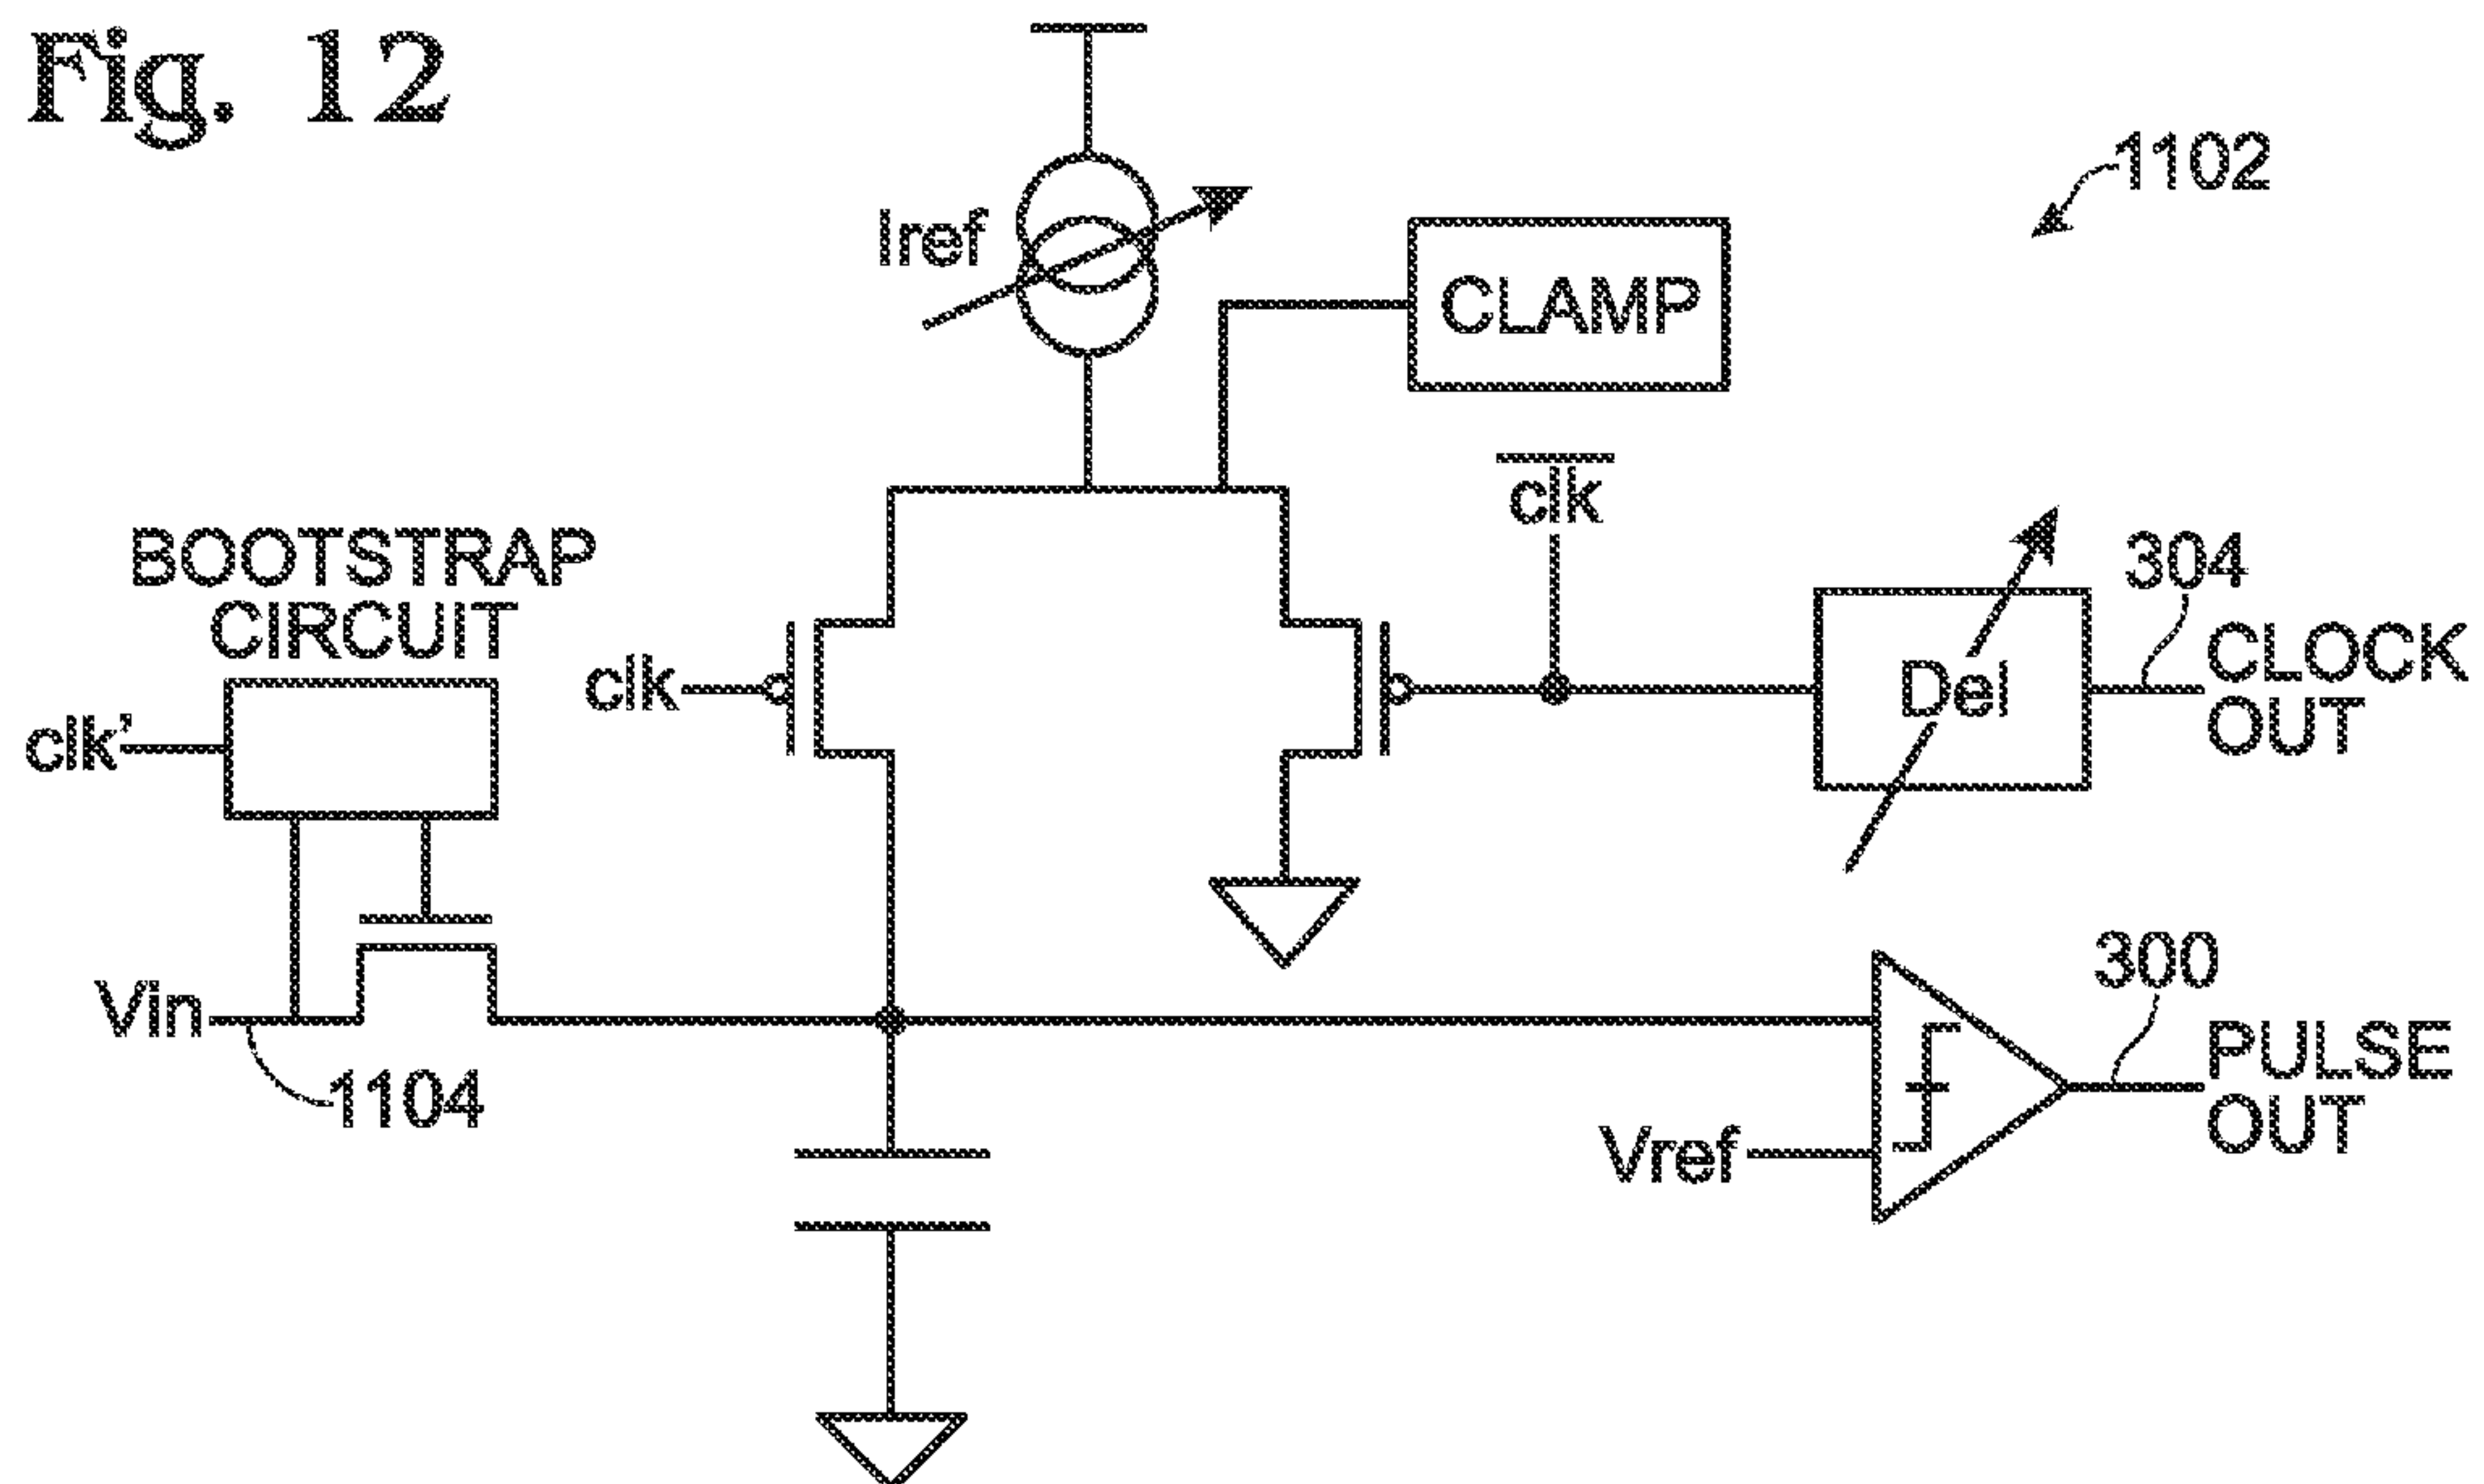 Fig. 12
1102
Iref
CLAMP
clk
BOOTSTRAP
CIRCUIT
304
clk
Del
CLOCK
OUT
clk'
300
Vin
1104
PULSE
OUT
Vref